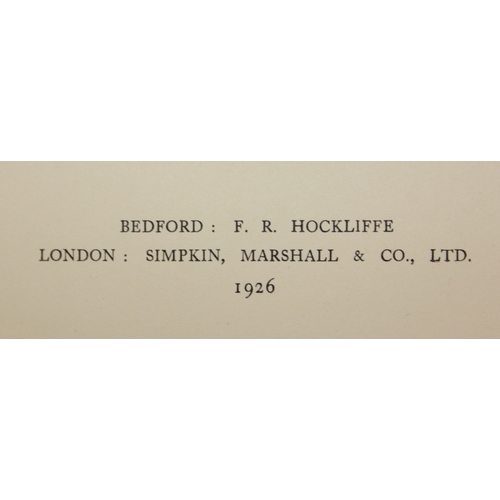 BEDFORD : F. R. HOCKLIFFE
LONDON : SIMPKIN, MARSHALL & CO., LTD.
1926